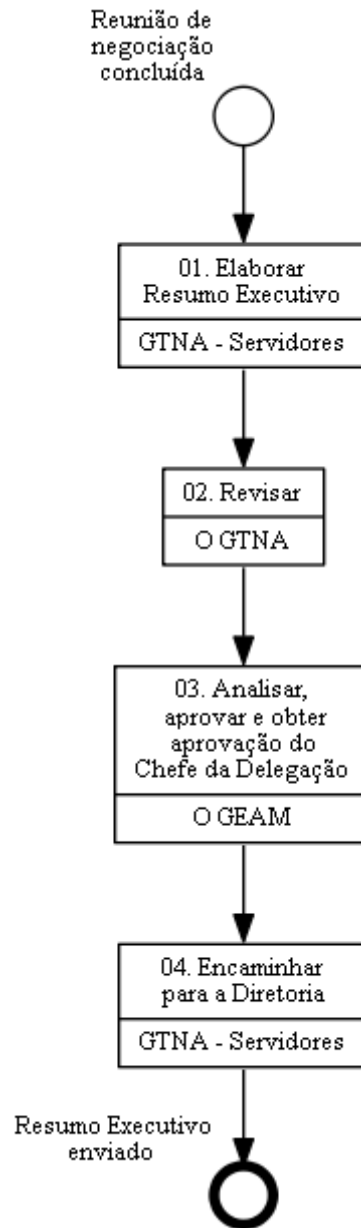 Reunião de
negociação
concluída
01. Elaborar
Resumo Executivo
GTNA - Servidores
02. Revisar
O GTNA
03. Analisar,
aprovar e obter
aprovação do
Chefe da Delegação
O GEAM
04. Encaminhar
para a Diretoria
GTNA - Servidores
Resumo Executivo
enviado